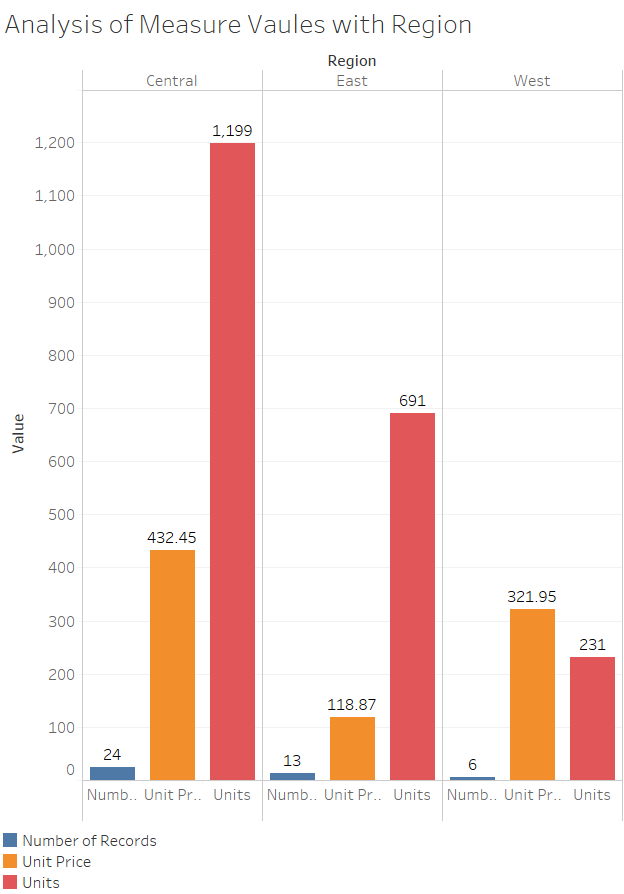 Analysis of Measure Vaules with Region
Region
Central East West
1,199
1,200
1,100
1,000
900
800
700
691
600
500
432.45
400
321.95
300
231
200
118.87
100
24
13
6
0
Value
Numb.. Unit Pr.. Units Numb.. Unit Pr.. Units Numb.. Unit Pr.. Units
Number of Records
Unit Price
Units